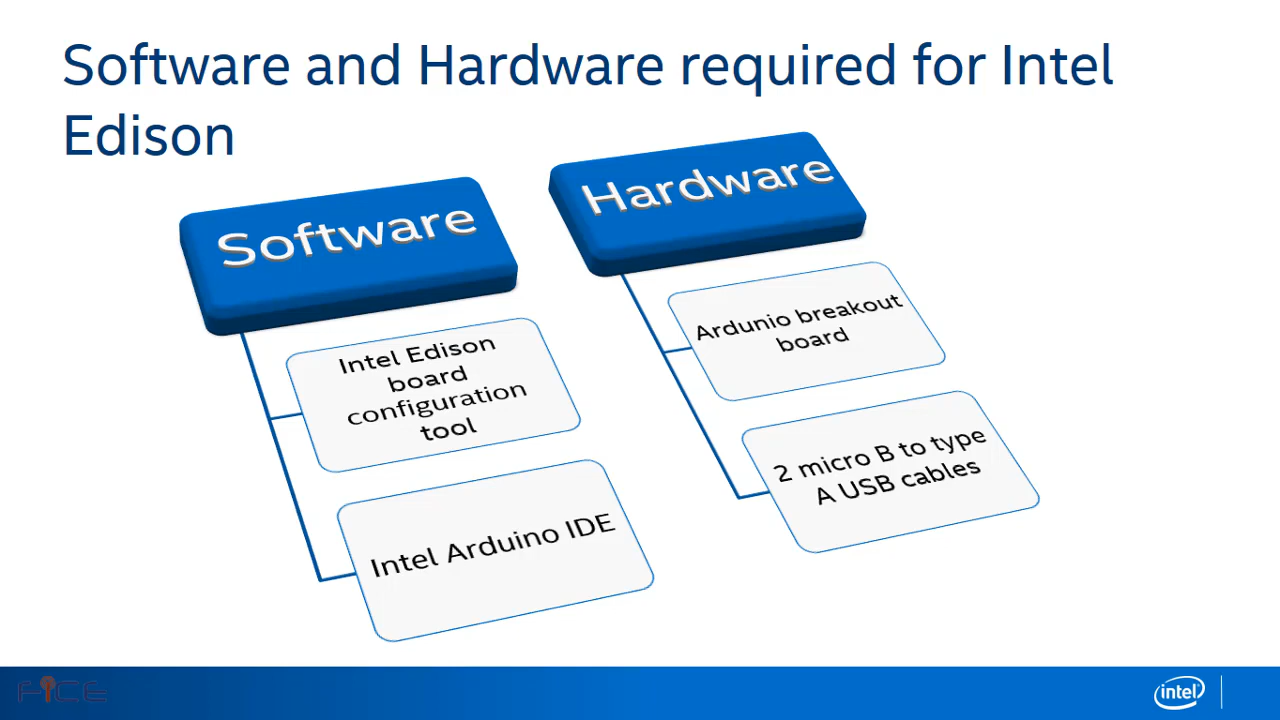 Software and Hardware required for Intel
Edison
Software
Intel Edison
board
configuration
tool
Intel Arduino IDE
Hardware
Ardunio breakout
board
2 micro B to type
A USB cables
FiCE
intel